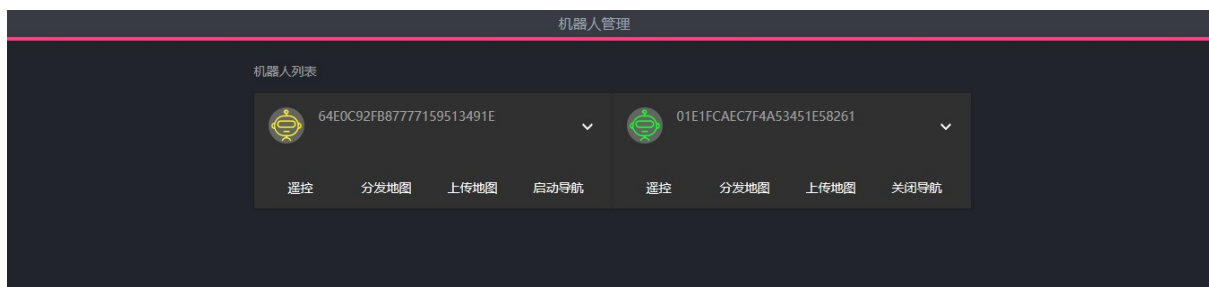 机器人管理
机器人列表
64E0C92FB87777159513491E
01E1FCAEC7F4A53451E58261
遥控 分发地图 上传地图 启动导航
遥控 分发地图 上传地图 关闭导航